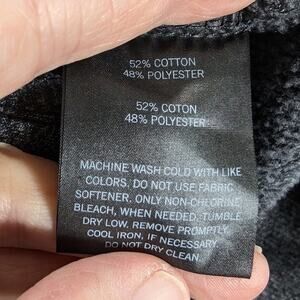 52% COTTON
48% POLYESTER
52% COTON
48% POLYESTER
MACHINE WASH COLD WITH LIKE
COLORS. DO NOT USE FABRIC
SOFTENER. ONLY NON-CHLORINE
BLEACH, WHEN NEEDED. TUMBLE
DRY LOW. REMOVE PROMPTLY.
COOL IRON, IF NECESSARY.
DO NOT DRY CLEAN.